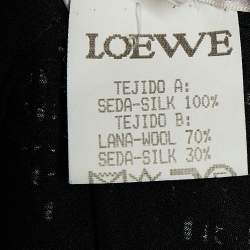 LOEWE
TEJIDO A:
SEDA-SILK 100%
TEJIDO B:
LANA-WOOL 70%
SEDA-SILK 30%